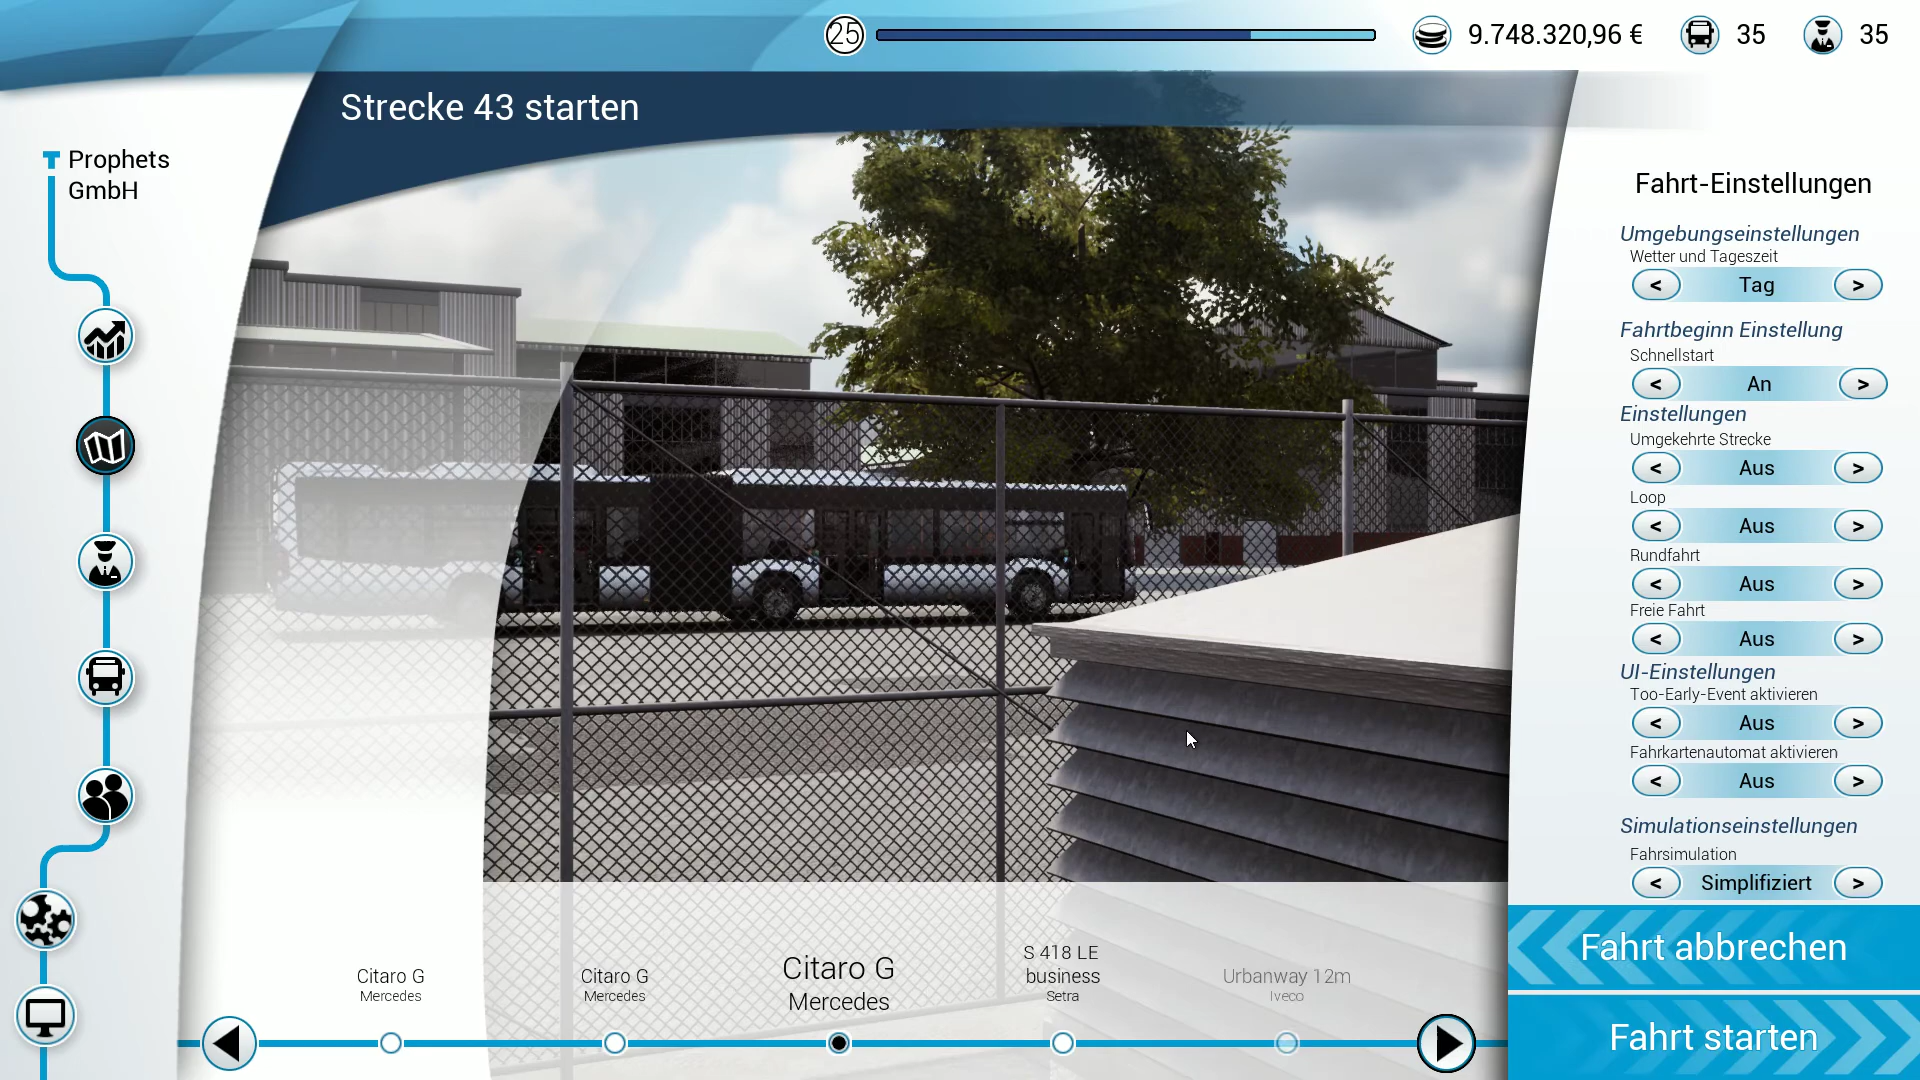 25
9.748.320,96 €
35
35
Strecke 43 starten
Prophets
GmbH
Fahrt-Einstellungen
Umgebungseinstellungen
Wetter und Tageszeit
< Tag >
Fahrtbeginn Einstellung
Schnellstart
< An >
Einstellungen
Umgekehrte Strecke
< Aus >
Loop
< Aus >
Rundfahrt
< Aus >
Freie Fahrt
< Aus >
UI-Einstellungen
Too-Early-Event aktivieren
< Aus >
Fahrkartenautomat aktivieren
< Aus >
Simulationseinstellungen
Fahrsimulation
< Simplifiziert >
Fahrt abbrechen
Fahrt starten
Citaro G
Mercedes
Citaro G
Mercedes
Citaro G
Mercedes
S 418 LE
business
Setra
Urbanway 12m
Iveco